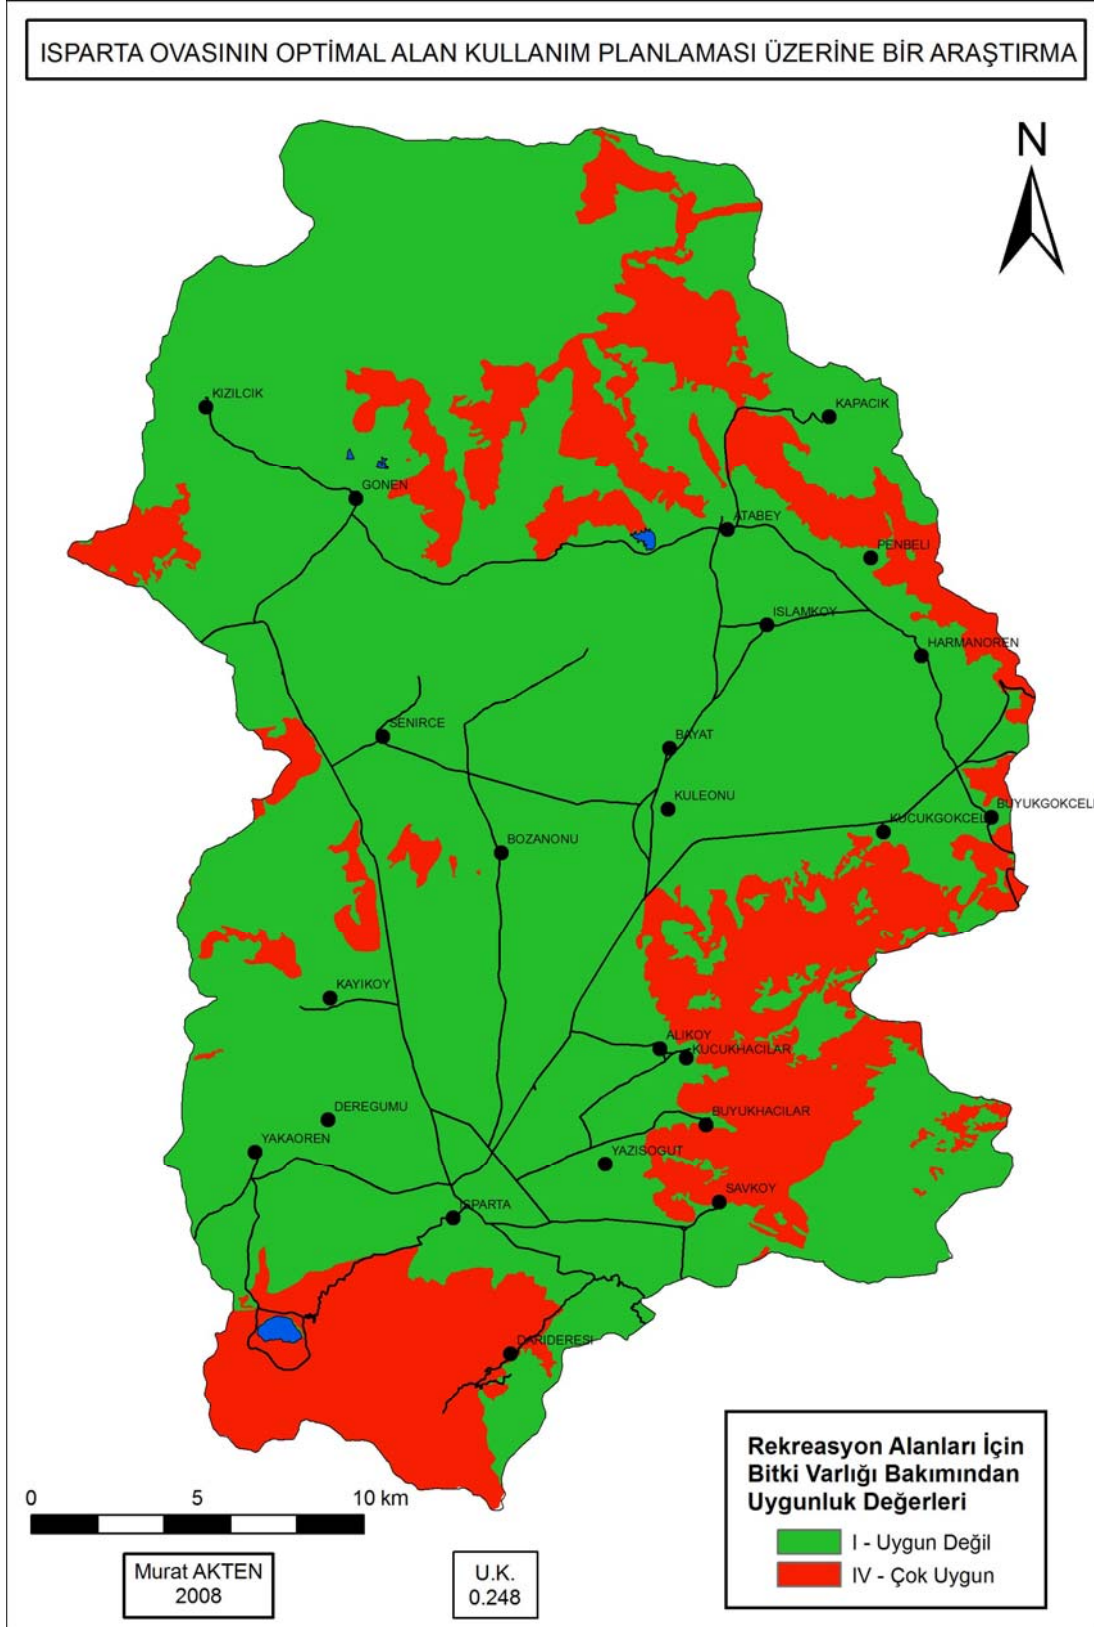 ISPARTA OVASININ OPTİMAL ALAN KULLANIM PLANLAMASI ÜZERİNE BİR ARAŞTIRMA
N
KIZILCIK
KAPACIK
GONEN
ATABEY
PENBELI
ISLAMKOY
HARMANOREN
SENIRCE
BAYAT
KULEONU
BUYUKGOKCELI
KUCUKGOKCELI
BOZANONU
KAYIKOY
ALIKOY
KUCUKHACILAR
DEREGUMU
BUYUKHACILAR
YAKAOREN
YAZISOGUT
SAVKOY
ISPARTA
DARIDERESI
Rekreasyon Alanları İçin
Bitki Varlığı Bakımından
Uygunluk Değerleri
I - Uygun Değil
IV - Çok Uygun
0 5 10 km
Murat AKTEN
2008
U.K.
0.248